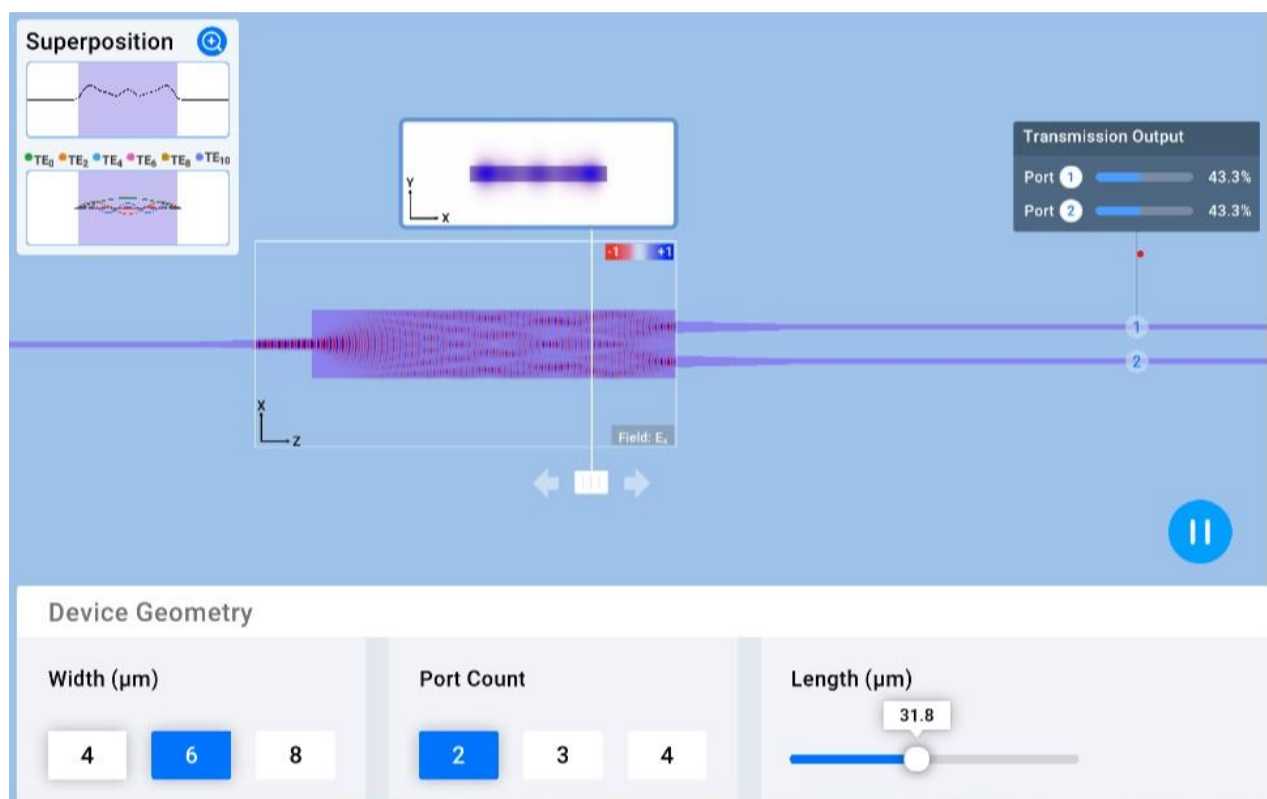 Superposition
TE0 TE2 TE4 TE6 TE8 TE10
Y
X
Transmission Output
Port 1 43.3%
Port 2 43.3%
-1 +1
1
2
X
Z
Field: Ex
Device Geometry
Width (μm)
4 6 8
Port Count
2 3 4
Length (μm)
31.8